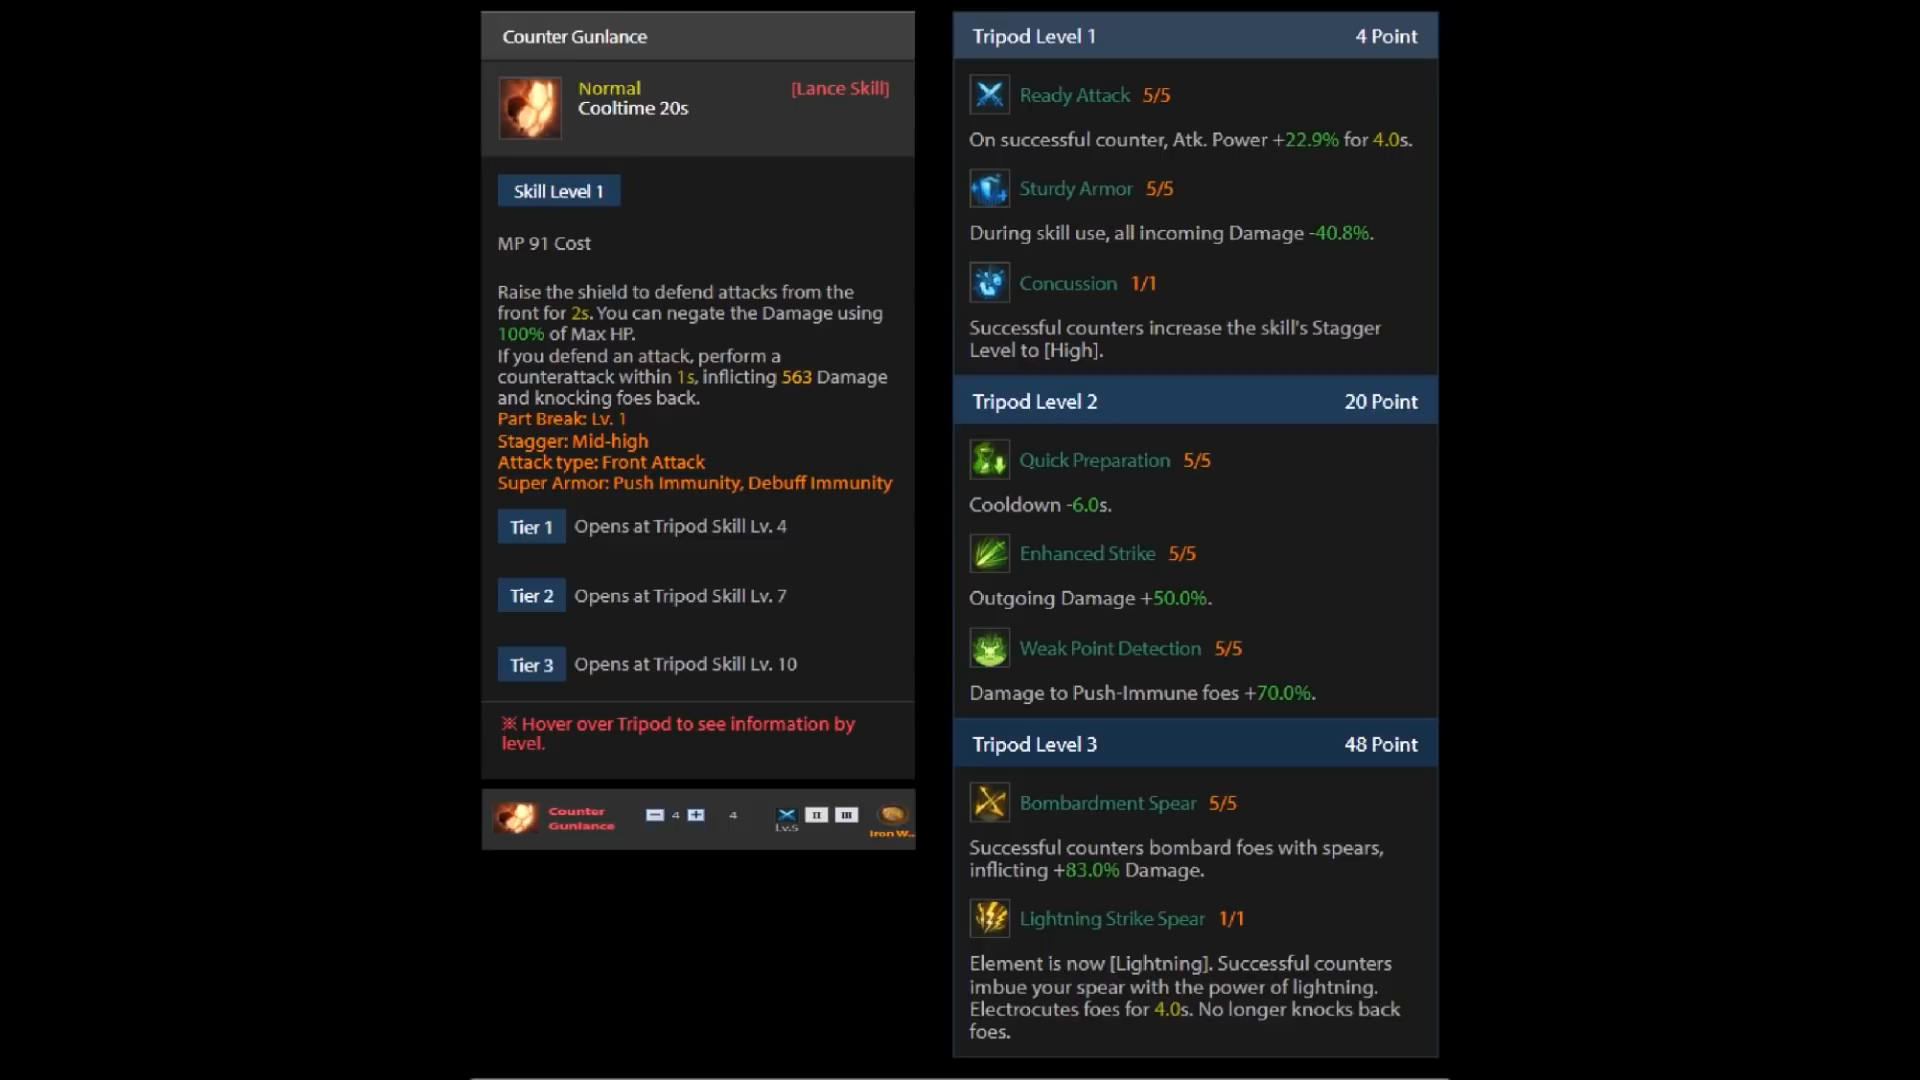 Counter Gunlance
Normal
[Lance Skill]
Cooltime 20s
Skill Level 1
MP 91 Cost
Raise the shield to defend attacks from the
front for 2s. You can negate the Damage using
100% of Max HP.
If you defend an attack, perform a
counterattack within 1s, inflicting 563 Damage
and knocking foes back.
Part Break: Lv. 1
Stagger: Mid-high
Attack type: Front Attack
Super Armor: Push Immunity, Debuff Immunity
Tier 1 Opens at Tripod Skill Lv. 4
Tier 2 Opens at Tripod Skill Lv. 7
Tier 3 Opens at Tripod Skill Lv. 10
※ Hover over Tripod to see information by
level.
Counter
Gunlance
4
4
Lv.5
II
III
Iron W...
Tripod Level 1 4 Point
Ready Attack 5/5
On successful counter, Atk. Power +22.9% for 4.0s.
Sturdy Armor 5/5
During skill use, all incoming Damage -40.8%.
Concussion 1/1
Successful counters increase the skill's Stagger
Level to [High].
Tripod Level 2 20 Point
Quick Preparation 5/5
Cooldown -6.0s.
Enhanced Strike 5/5
Outgoing Damage +50.0%.
Weak Point Detection 5/5
Damage to Push-Immune foes +70.0%.
Tripod Level 3 48 Point
Bombardment Spear 5/5
Successful counters bombard foes with spears,
inflicting +83.0% Damage.
Lightning Strike Spear 1/1
Element is now [Lightning]. Successful counters
imbue your spear with the power of lightning.
Electrocutes foes for 4.0s. No longer knocks back
foes.